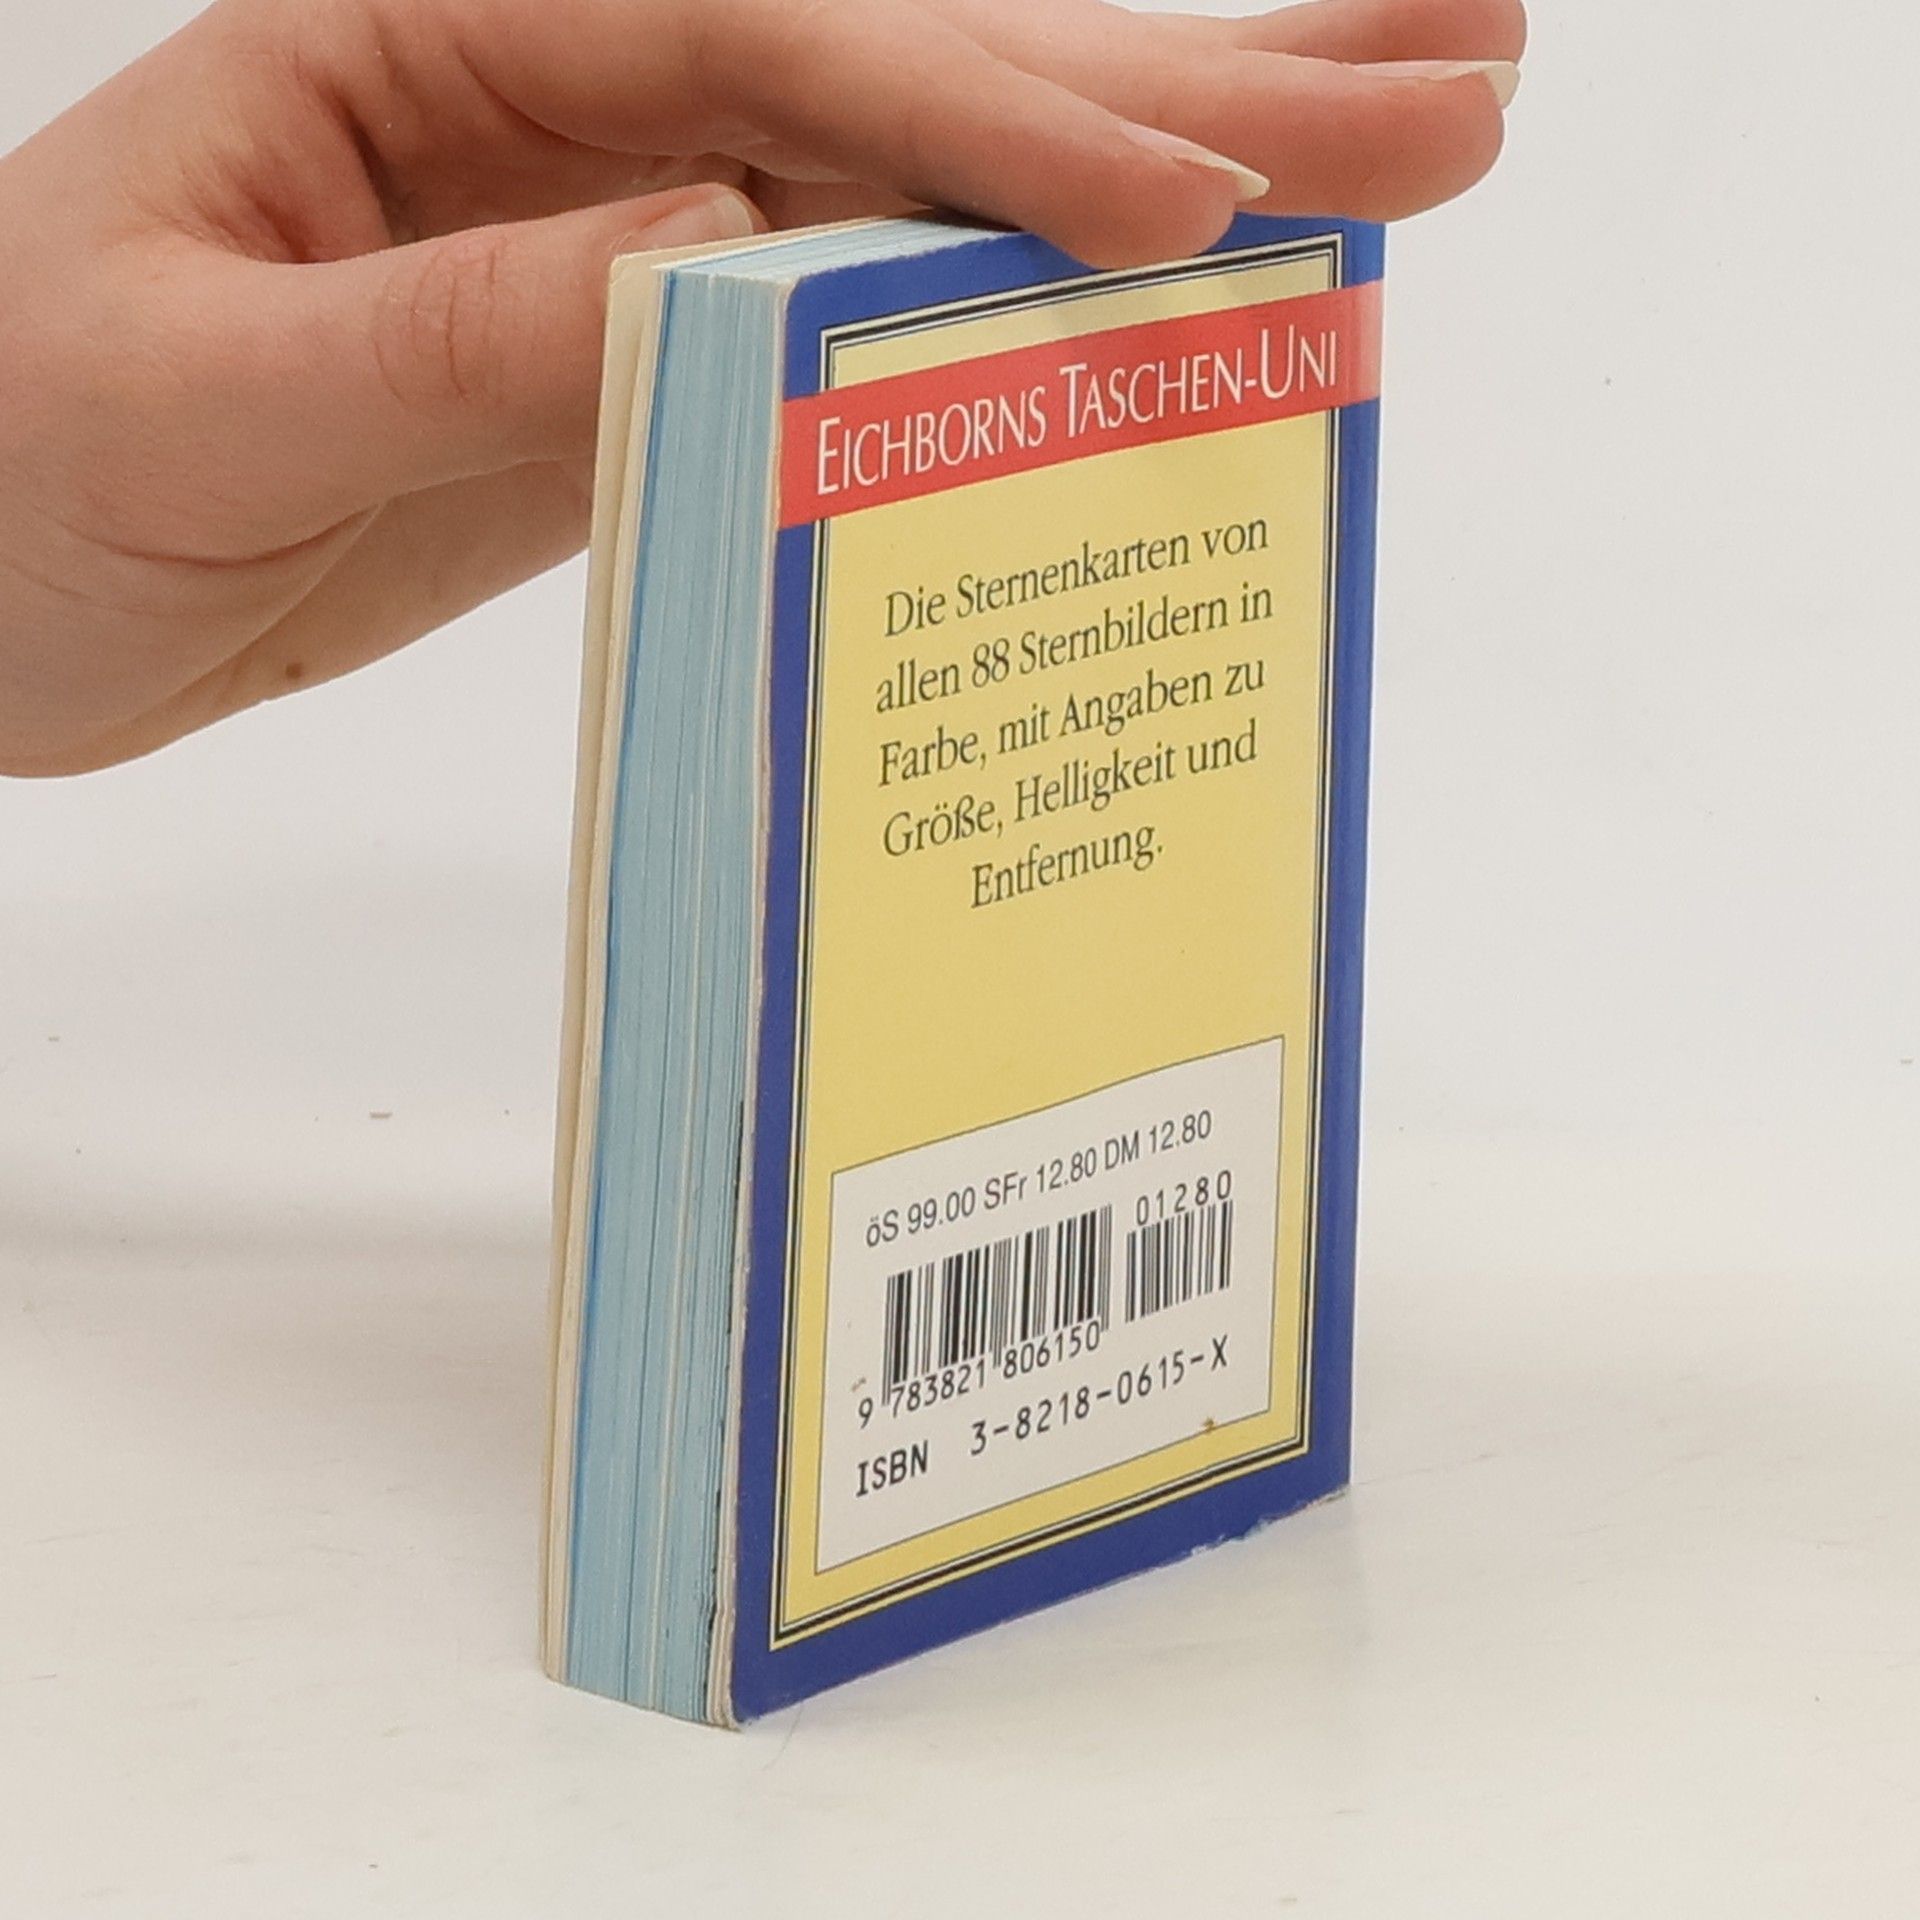 EICHBORNS TASCHEN-UNI
Die Sternenkarten von
allen 88 Sternbildern in
Farbe, mit Angaben zu
Größe, Helligkeit und
Entfernung.
öS 99.00 SFr 12.80 DM 12.80
01280
9 783821 806150
ISBN 3-8218-0615-X